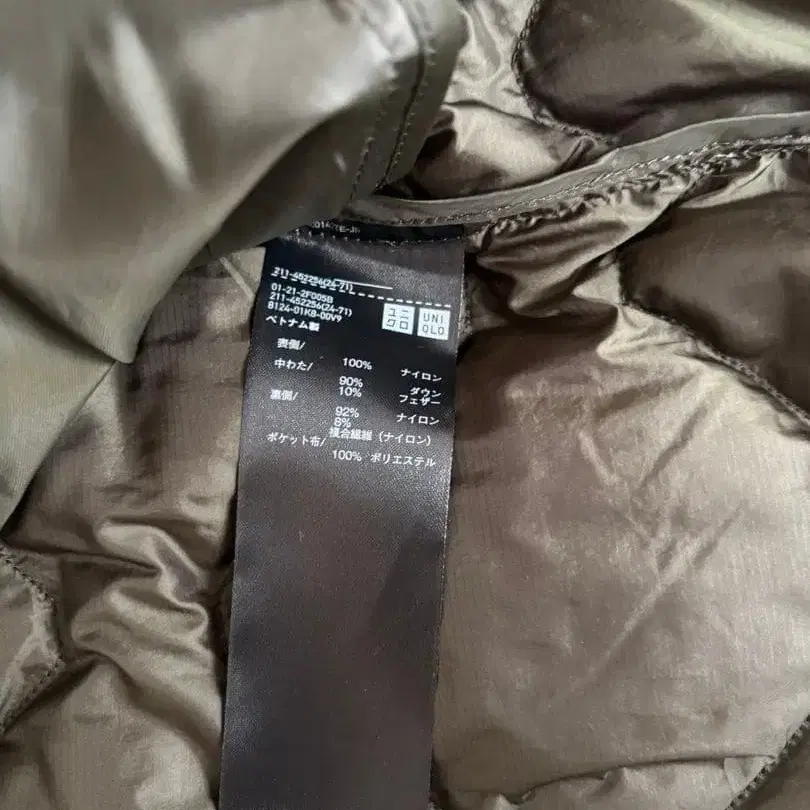 211-452256(24-71)
01-21-2F005B
211-452256(24-71)
8124-01K8-00V9
ベトナム製
ユニ
クロ
UNI
QLO
表側/
100% ナイロン
中わた/
90% ダウン
10% フェザー
裏側/
92% ナイロン
8% 複合繊維 (ナイロン)
ポケット布/
100% ポリエステル